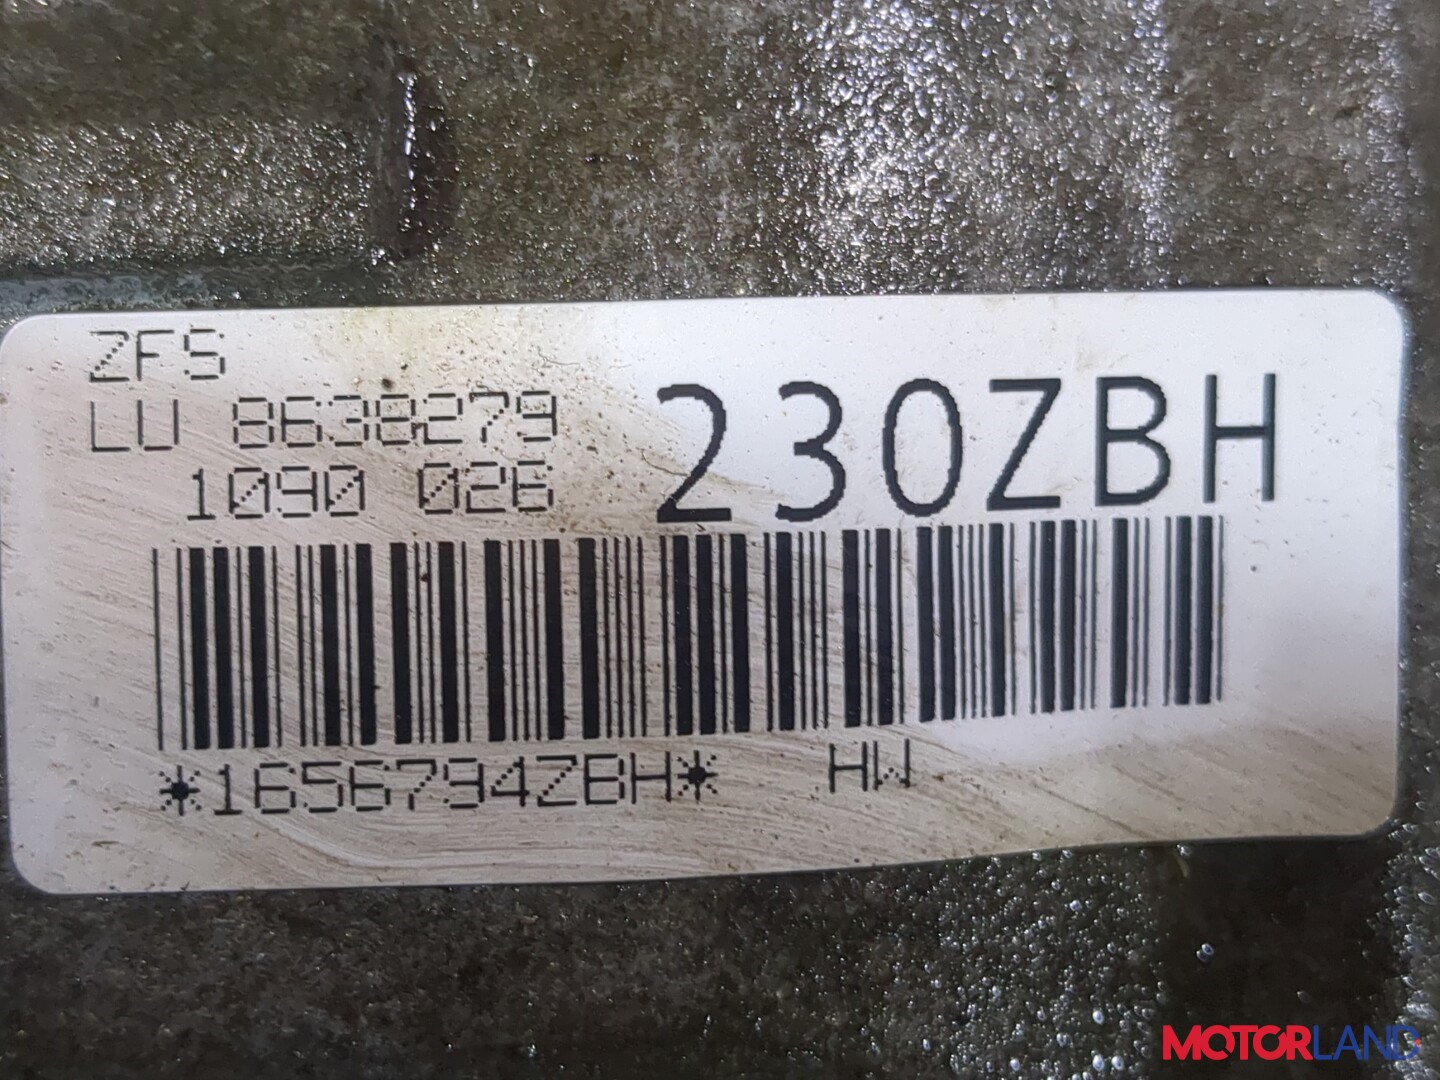 ZFS
LU 8638279
1090 026
230ZBH
*1656794ZBH* HW
MOTORLAND